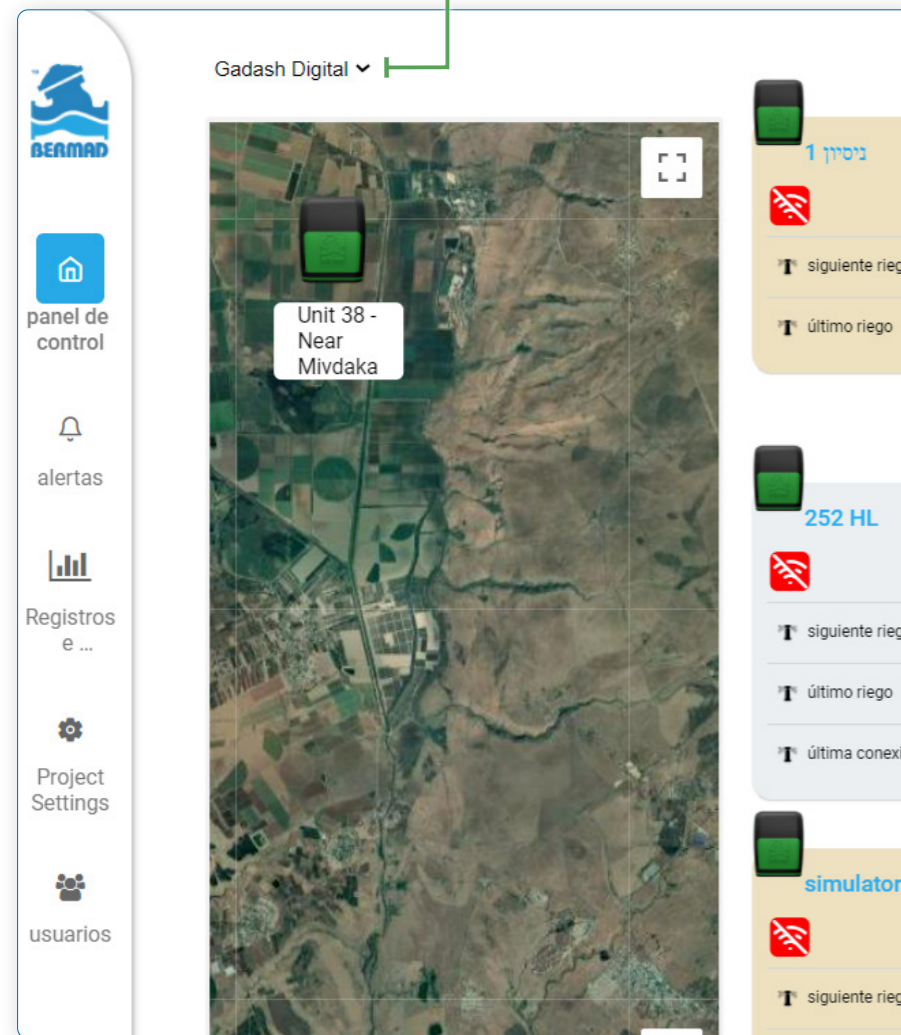 BERMAD
panel de
control
alertas
Registros
e ...
Project
Settings
usuarios
Gadash Digital
Unit 38 -
Near
Mivdaka
ניסיון 1
siguiente rieg
último riego
252 HL
siguiente rieg
último riego
última conexi
simulator
siguiente rieg